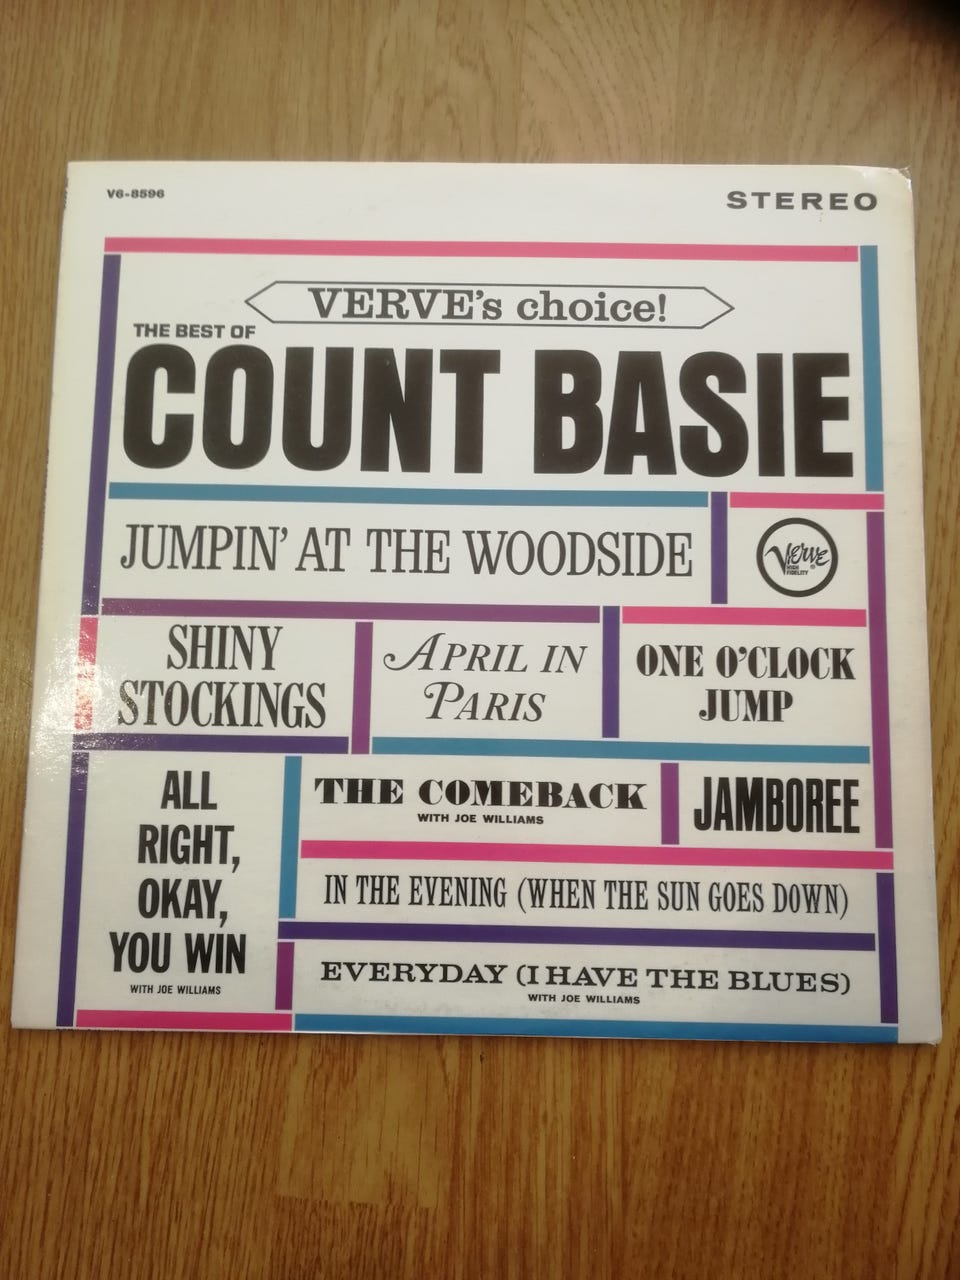 V6-8596
STEREO
VERVE's choice!
THE BEST OF
COUNT BASIE
JUMPIN' AT THE WOODSIDE
Verve
HIGH
FIDELITY
®
SHINY
STOCKINGS
APRIL IN
PARIS
ONE O'CLOCK
JUMP
ALL
RIGHT,
OKAY,
YOU WIN
WITH JOE WILLIAMS
THE COMEBACK
WITH JOE WILLIAMS
JAMBOREE
IN THE EVENING (WHEN THE SUN GOES DOWN)
EVERYDAY (I HAVE THE BLUES)
WITH JOE WILLIAMS